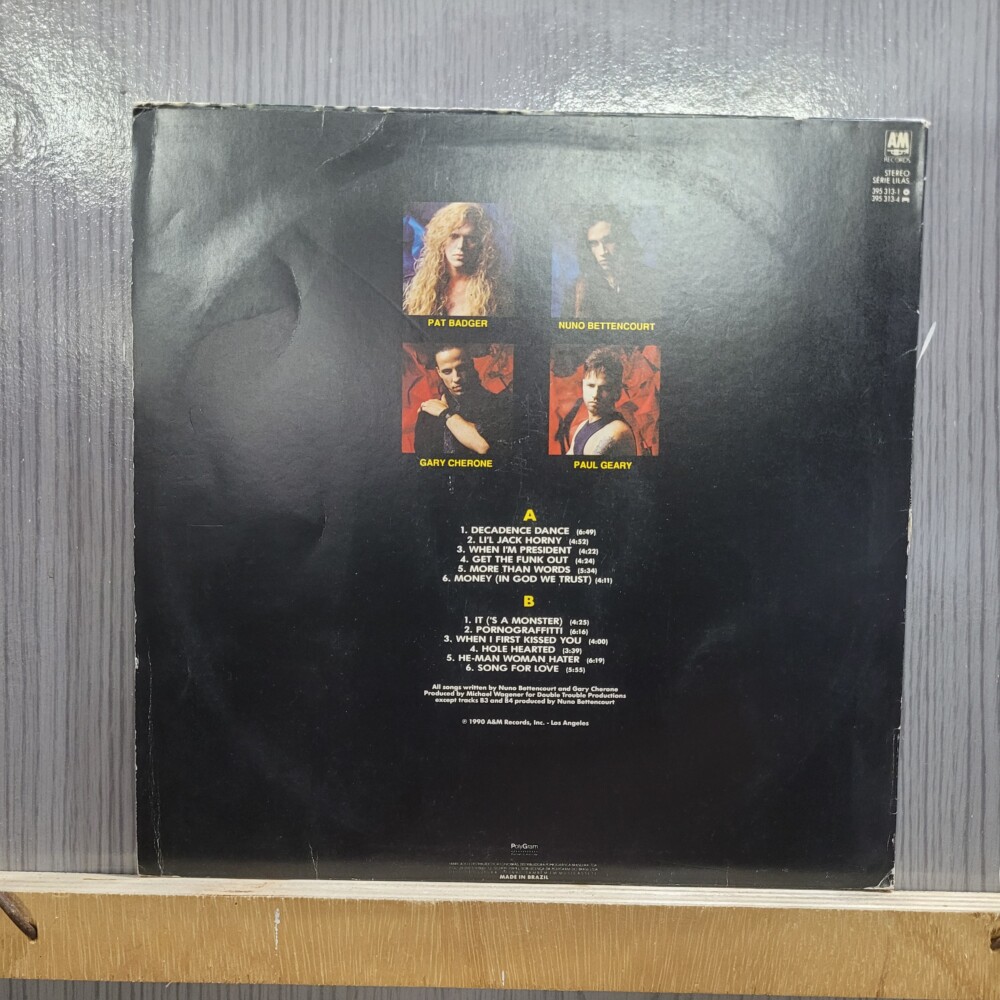 A&M
RECORDS
STEREO
SÉRIE LILAS
395 313-1
395 313-4
PAT BADGER
NUNO BETTENCOURT
GARY CHERONE
PAUL GEARY
A
1. DECADENCE DANCE (6:49)
2. LI'L JACK HORNY (4:52)
3. WHEN I'M PRESIDENT (4:22)
4. GET THE FUNK OUT (4:24)
5. MORE THAN WORDS (5:34)
6. MONEY (IN GOD WE TRUST) (4:11)
B
1. IT ('S A MONSTER) (4:25)
2. PORNOGRAFFITTI (6:16)
3. WHEN I FIRST KISSED YOU (4:00)
4. HOLE HEARTED (3:39)
5. HE-MAN WOMAN HATER (6:19)
6. SONG FOR LOVE (5:55)
All songs written by Nuno Bettencourt and Gary Cherone
Produced by Michael Wagener for Double Trouble Productions
except tracks B3 and B4 produced by Nuno Bettencourt
℗ 1990 A&M Records, Inc. - Los Angeles
PolyGram
MADE IN BRAZIL